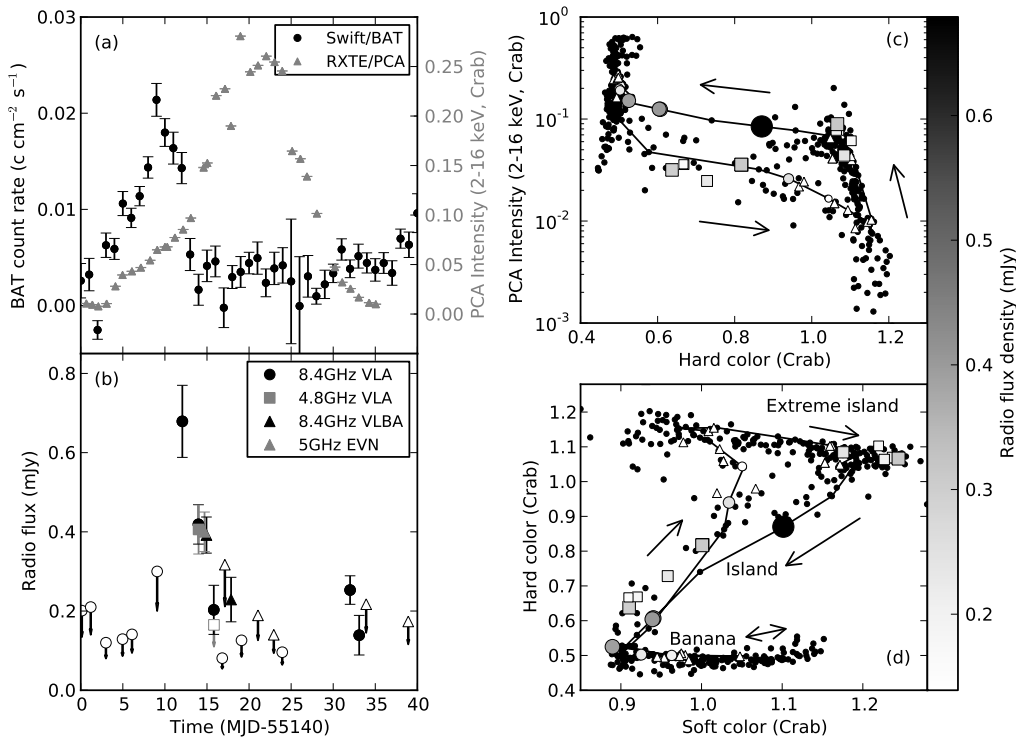 (a)
Swift/BAT
RXTE/PCA
BAT count rate (c cm⁻² s⁻¹)
0.03
0.02
0.01
0.00
PCA Intensity (2-16 keV, Crab)
0.25
0.20
0.15
0.10
0.05
0.00
(b)
8.4GHz VLA
4.8GHz VLA
8.4GHz VLBA
5GHz EVN
Radio flux (mJy)
0.8
0.6
0.4
0.2
0.0
0 5 10 15 20 25 30 35 40
Time (MJD-55140)
(c)
PCA Intensity (2-16 keV, Crab)
10⁰
10⁻¹
10⁻²
10⁻³
0.4 0.6 0.8 1.0 1.2
Hard color (Crab)
(d)
Extreme island
Island
Banana
Hard color (Crab)
1.2
1.1
1.0
0.9
0.8
0.7
0.6
0.5
0.4
0.9 1.0 1.1 1.2
Soft color (Crab)
Radio flux density (mJy)
0.6
0.5
0.4
0.3
0.2